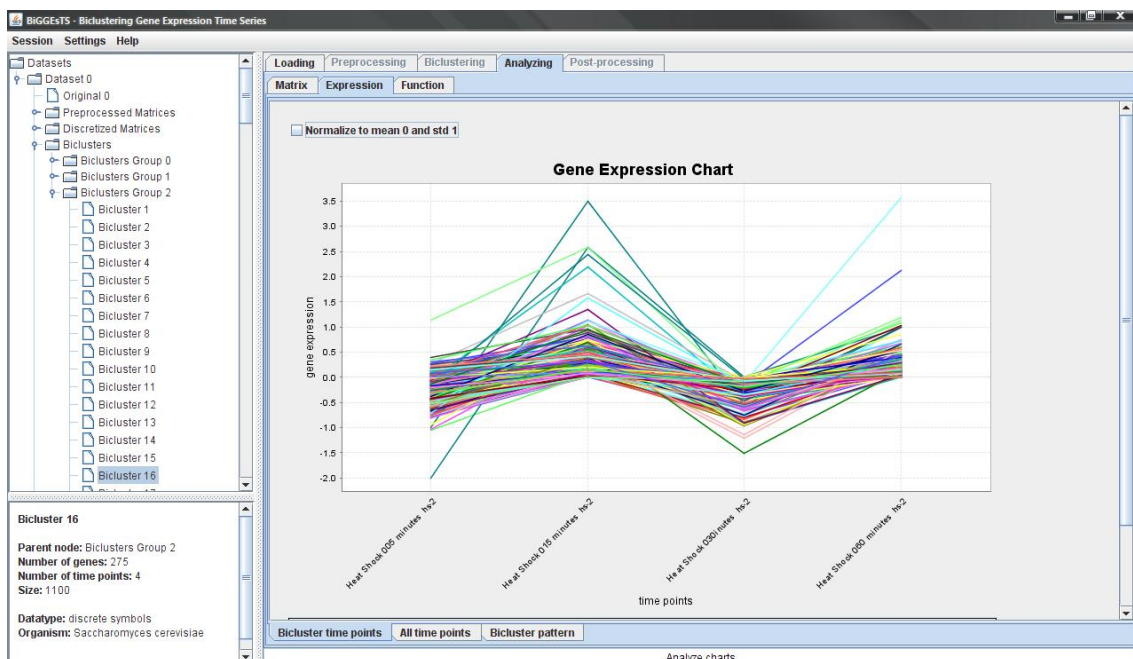 BiGGEsTS - Biclustering Gene Expression Time Series
Session Settings Help
Datasets
Dataset 0
Original 0
Preprocessed Matrices
Discretized Matrices
Biclusters
Biclusters Group 0
Biclusters Group 1
Biclusters Group 2
Bicluster 1
Bicluster 2
Bicluster 3
Bicluster 4
Bicluster 5
Bicluster 6
Bicluster 7
Bicluster 8
Bicluster 9
Bicluster 10
Bicluster 11
Bicluster 12
Bicluster 13
Bicluster 14
Bicluster 15
Bicluster 16
Bicluster 16
Parent node: Biclusters Group 2
Number of genes: 275
Number of time points: 4
Size: 1100
Datatype: discrete symbols
Organism: Saccharomyces cerevisiae
Loading Preprocessing Biclustering Analyzing Post-processing
Matrix Expression Function
Normalize to mean 0 and std 1
Gene Expression Chart
gene expression
3.5
3.0
2.5
2.0
1.5
1.0
0.5
0.0
-0.5
-1.0
-1.5
-2.0
Heat Shock 005 minutes hs-2
Heat Shock 015 minutes hs-2
Heat Shock 030inutes hs-2
Heat Shock 060 minutes hs-2
time points
Bicluster time points All time points Bicluster pattern
Analyze charts